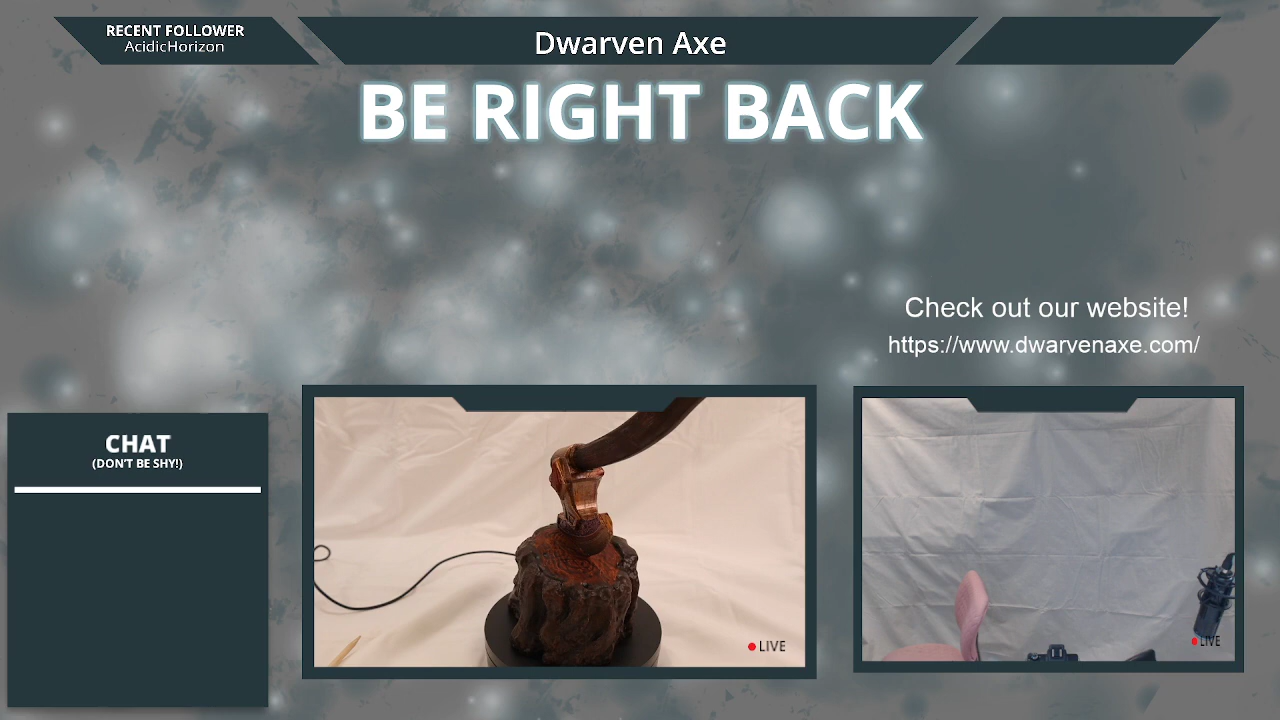 RECENT FOLLOWER
AcidicHorizon
Dwarven Axe
BE RIGHT BACK
Check out our website!
https://www.dwarvenaxe.com/
CHAT
(DON'T BE SHY!)
LIVE
LIVE